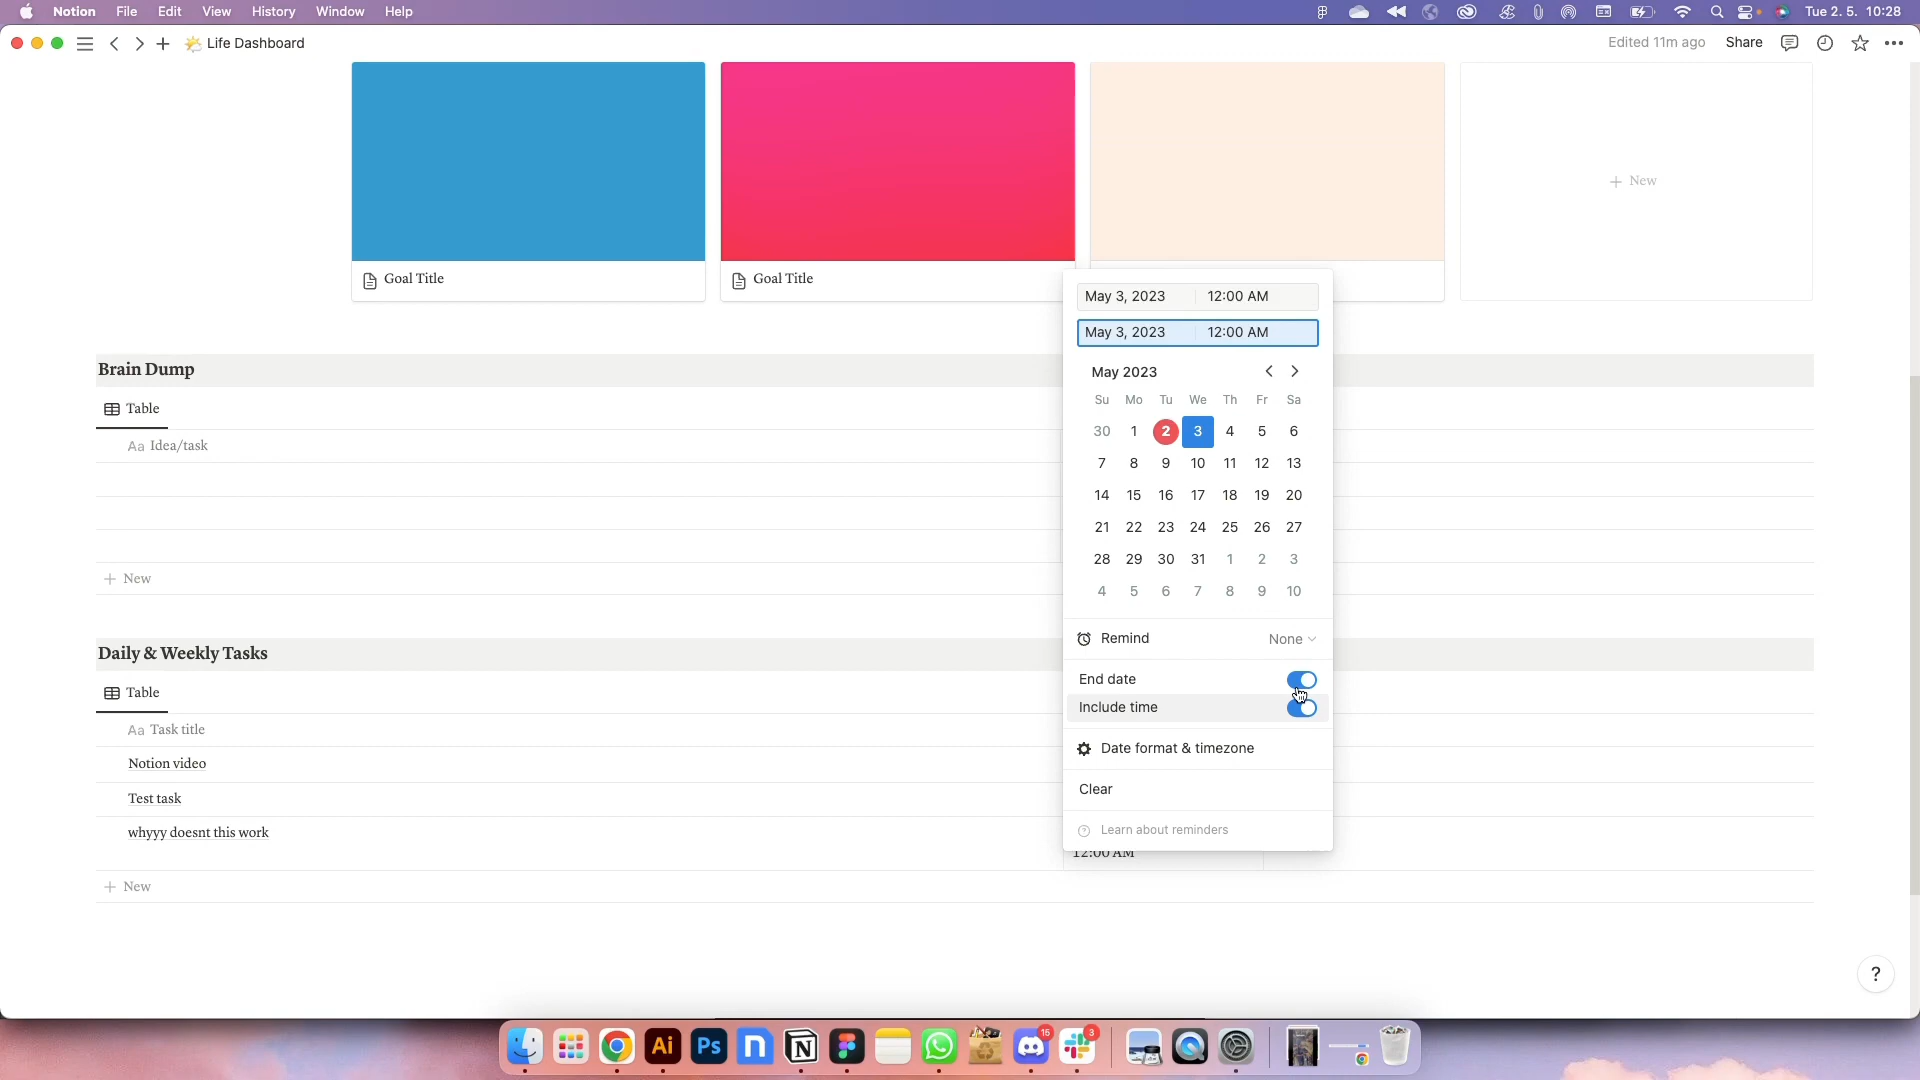 Notion File Edit View History Window Help Tue 2. 5. 10:28
Life Dashboard Edited 11m ago Share
+ New
Goal Title
Goal Title
May 3, 2023 12:00 AM
May 3, 2023 12:00 AM
May 2023
Su Mo Tu We Th Fr Sa
30 1 2 3 4 5 6
7 8 9 10 11 12 13
14 15 16 17 18 19 20
21 22 23 24 25 26 27
28 29 30 31 1 2 3
4 5 6 7 8 9 10
Remind None
End date
Include time
Date format & timezone
Clear
Learn about reminders
12:00 AM
Brain Dump
Table
Aa Idea/task
+ New
Daily & Weekly Tasks
Table
Aa Task title
Notion video
Test task
whyyy doesnt this work
+ New
?
Ai Ps n N 15 3